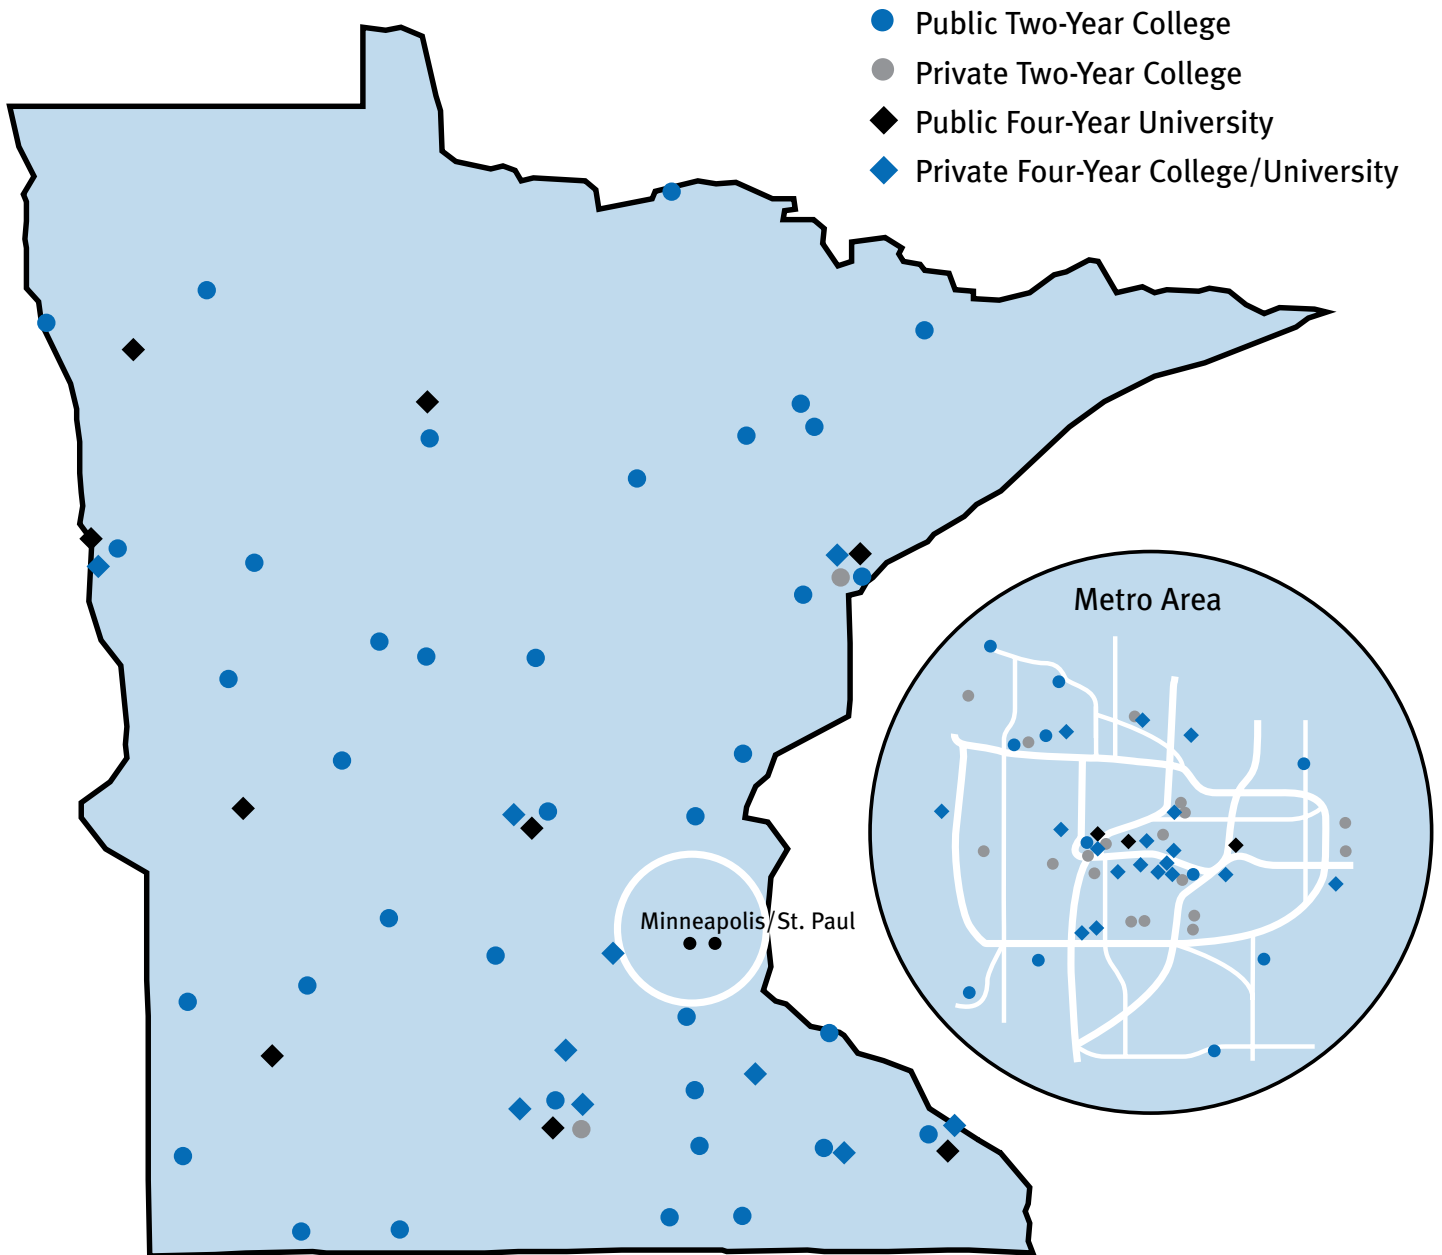 Public Two-Year College
Private Two-Year College
Public Four-Year University
Private Four-Year College/University
Metro Area
Minneapolis/St. Paul